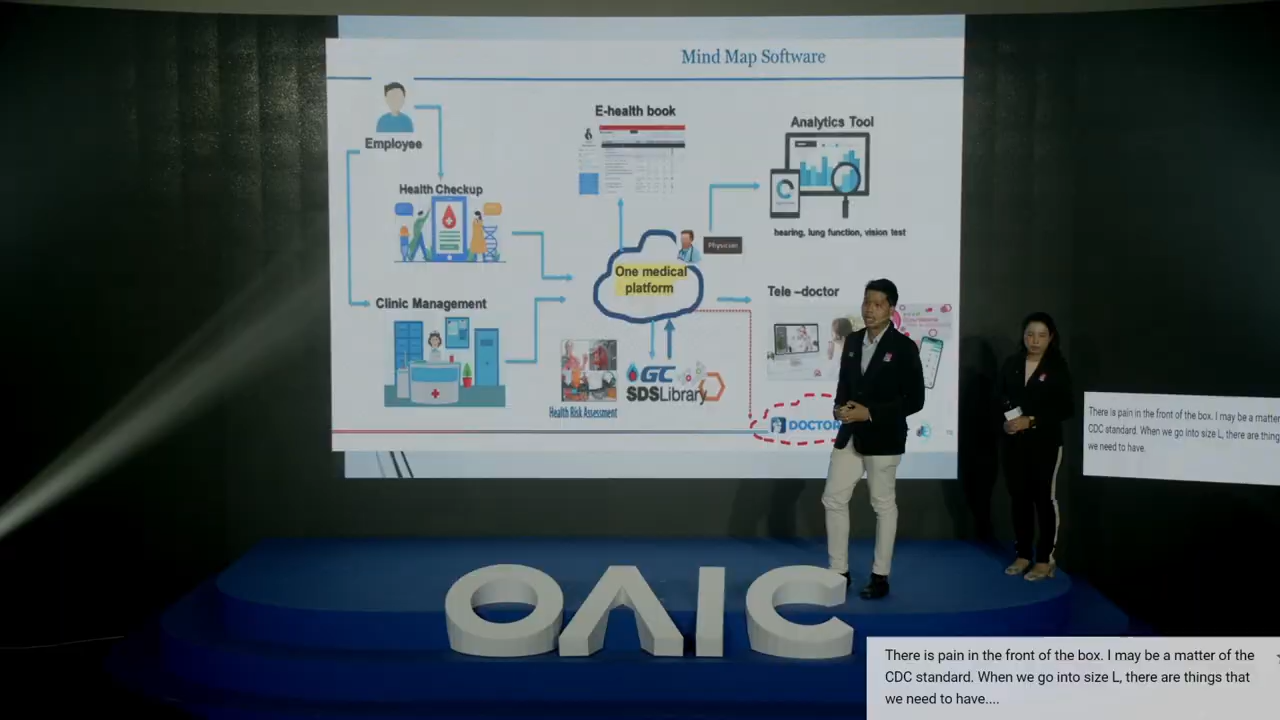 Mind Map Software
Employee
E-health book
Analytics Tool
Health Checkup
hearing, lung function, vision test
Physician
One medical
platform
Tele –doctor
Clinic Management
GC
SDSLibrary
Health Risk Assessment
DOCTOR
There is pain in the front of the box. I may be a matter
CDC standard. When we go into size L, there are things
we need to have.
OAIC
There is pain in the front of the box. I may be a matter of the
CDC standard. When we go into size L, there are things that
we need to have....